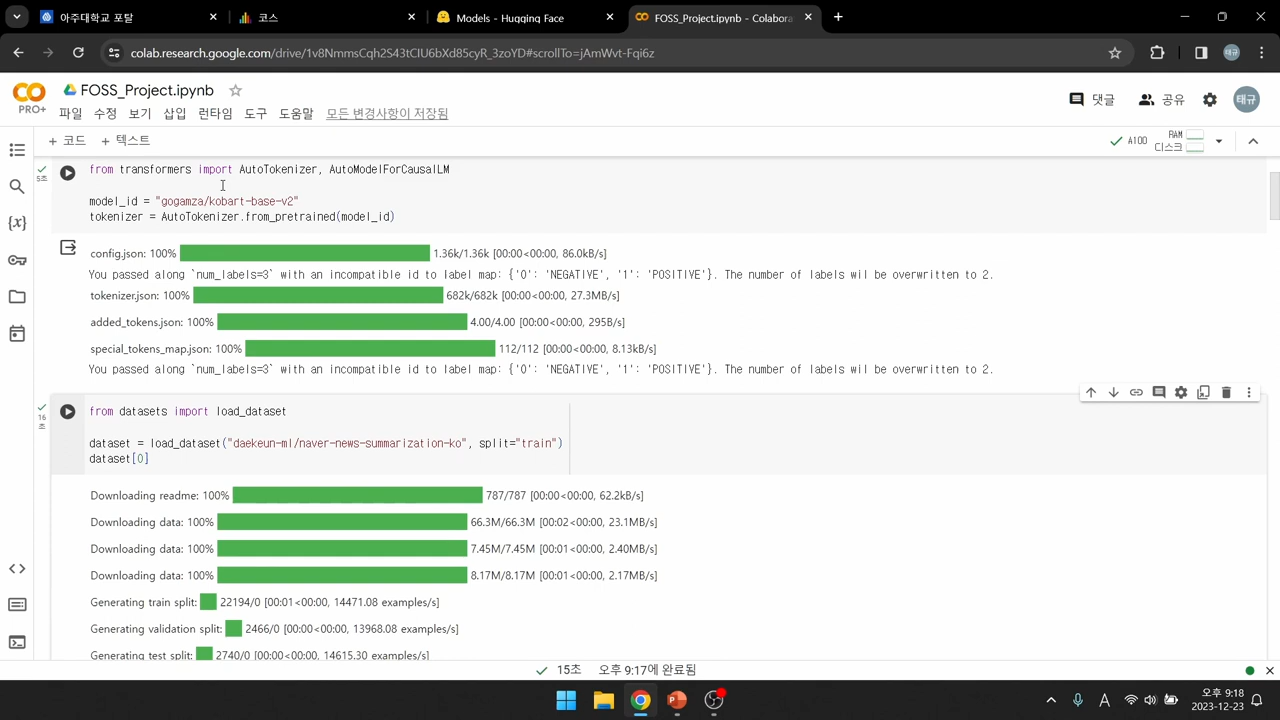 아주대학교 포탈
코스
Models - Hugging Face
FOSS_Project.ipynb - Colabora
colab.research.google.com/drive/1v8NmmsCqh2S43tCIU6bXd85cyR_3zoYD#scrollTo=jAmWvt-Fqi6z
태규
PRO+
FOSS_Project.ipynb
파일 수정 보기 삽입 런타임 도구 도움말 모든 변경사항이 저장됨
댓글 공유 태규
+ 코드 + 텍스트
A100 RAM
디스크
5초
from transformers import AutoTokenizer, AutoModelForCausalLM
model_id = "gogamza/kobart-base-v2"
tokenizer = AutoTokenizer.from_pretrained(model_id)
config.json: 100% 1.36k/1.36k [00:00<00:00, 86.0kB/s]
You passed along `num_labels=3` with an incompatible id to label map: {'0': 'NEGATIVE', '1': 'POSITIVE'}. The number of labels wil be overwritten to 2.
tokenizer.json: 100% 682k/682k [00:00<00:00, 27.3MB/s]
added_tokens.json: 100% 4.00/4.00 [00:00<00:00, 295B/s]
special_tokens_map.json: 100% 112/112 [00:00<00:00, 8.13kB/s]
You passed along `num_labels=3` with an incompatible id to label map: {'0': 'NEGATIVE', '1': 'POSITIVE'}. The number of labels wil be overwritten to 2.
16
초
from datasets import load_dataset
dataset = load_dataset("daekeun-ml/naver-news-summarization-ko", split="train")
dataset[0]
Downloading readme: 100% 787/787 [00:00<00:00, 62.2kB/s]
Downloading data: 100% 66.3M/66.3M [00:02<00:00, 23.1MB/s]
Downloading data: 100% 7.45M/7.45M [00:01<00:00, 2.40MB/s]
Downloading data: 100% 8.17M/8.17M [00:01<00:00, 2.17MB/s]
Generating train split: 22194/0 [00:01<00:00, 14471.08 examples/s]
Generating validation split: 2466/0 [00:00<00:00, 13968.08 examples/s]
Generating test split: 2740/0 [00:00<00:00, 14615.30 examples/s]
15초 오후 9:17에 완료됨
A
오후 9:18
2023-12-23